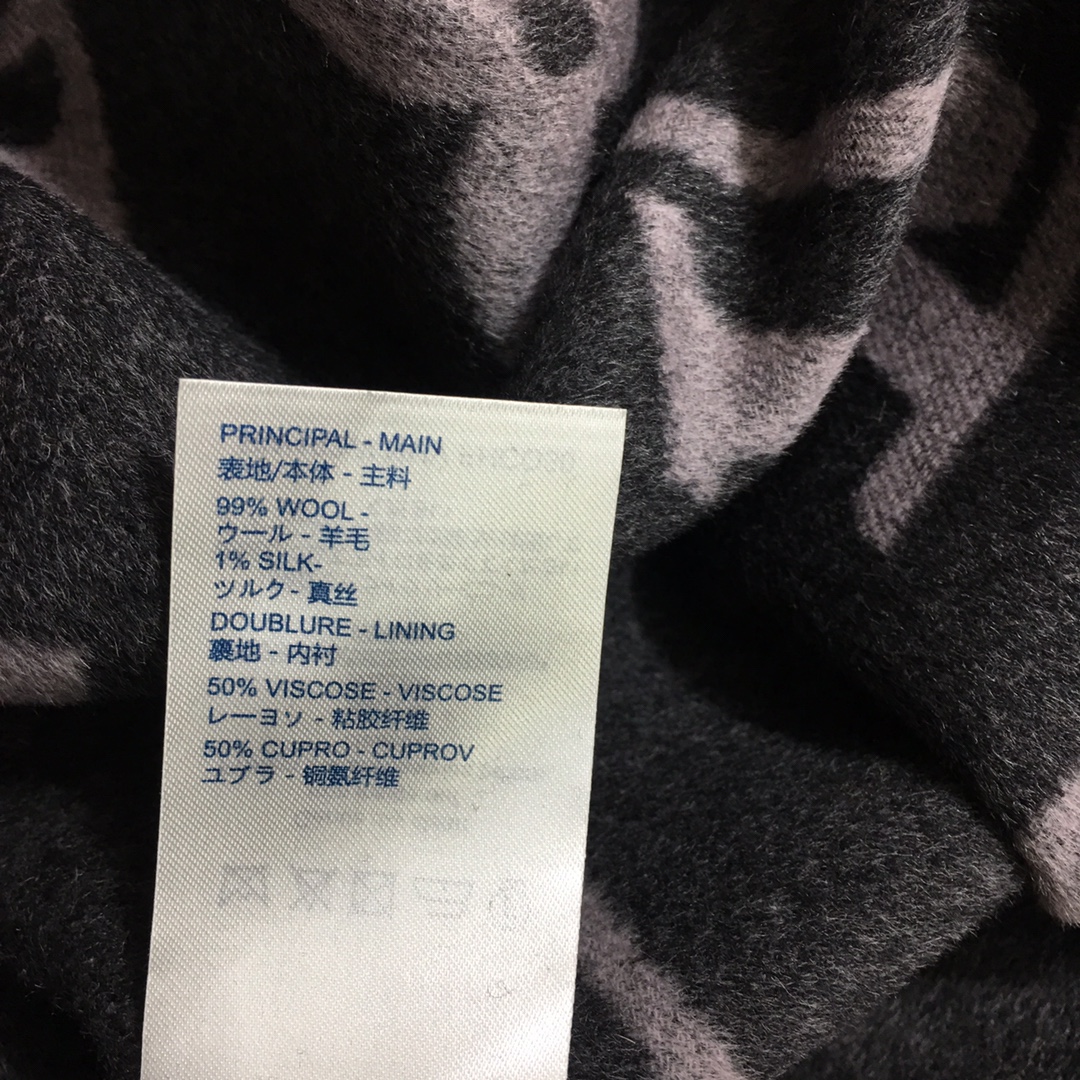 PRINCIPAL - MAIN
表地/本体 - 主料
99% WOOL -
ウール - 羊毛
1% SILK-
ツルク - 真丝
DOUBLURE - LINING
裏地 - 内衬
50% VISCOSE - VISCOSE
レーヨソ - 粘胶纤维
50% CUPRO - CUPROV
ユプラ - 铜氨纤维